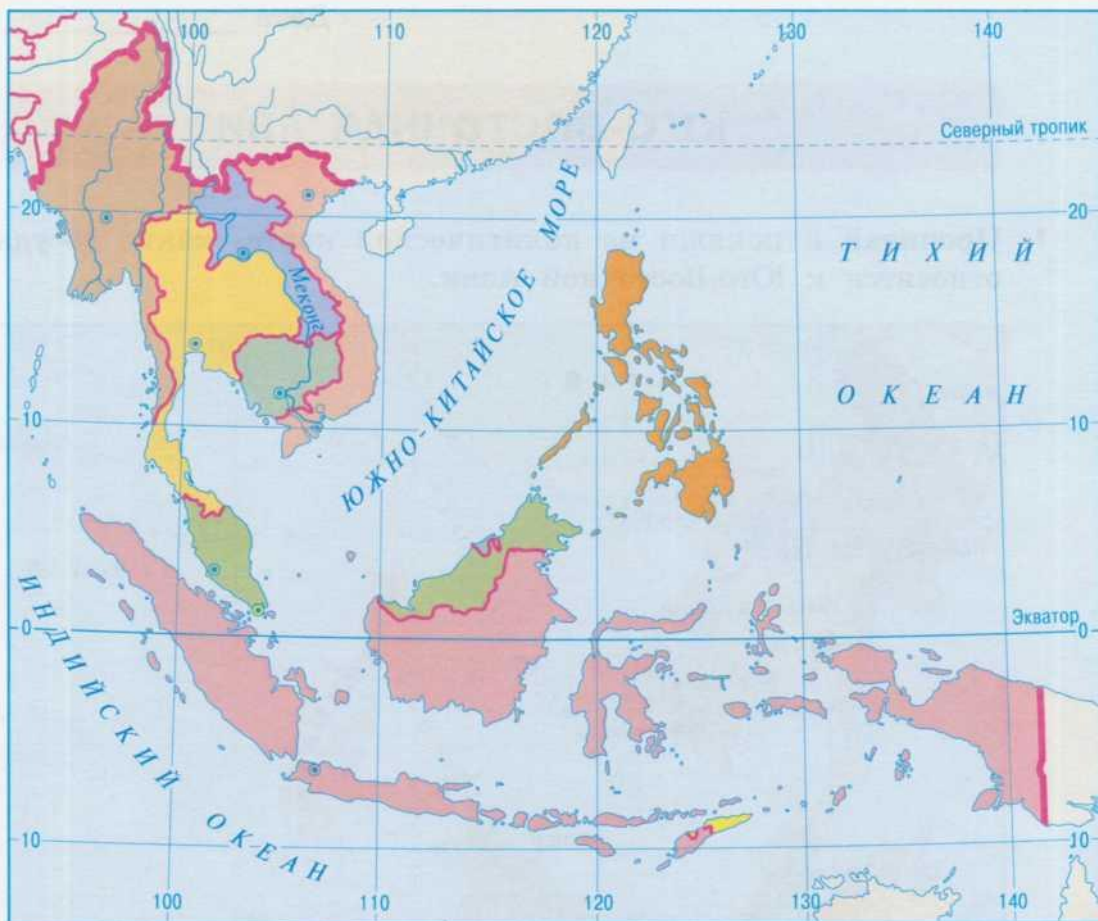 100 110 120 130 140
Северный тропик
20 20
ЮЖНО-КИТАЙСКОЕ МОРЕ
ТИХИЙ
ОКЕАН
Меконг
10 10
Экватор
0 0
ИНДИЙСКИЙ ОКЕАН
10 10
100 110 120 130 140